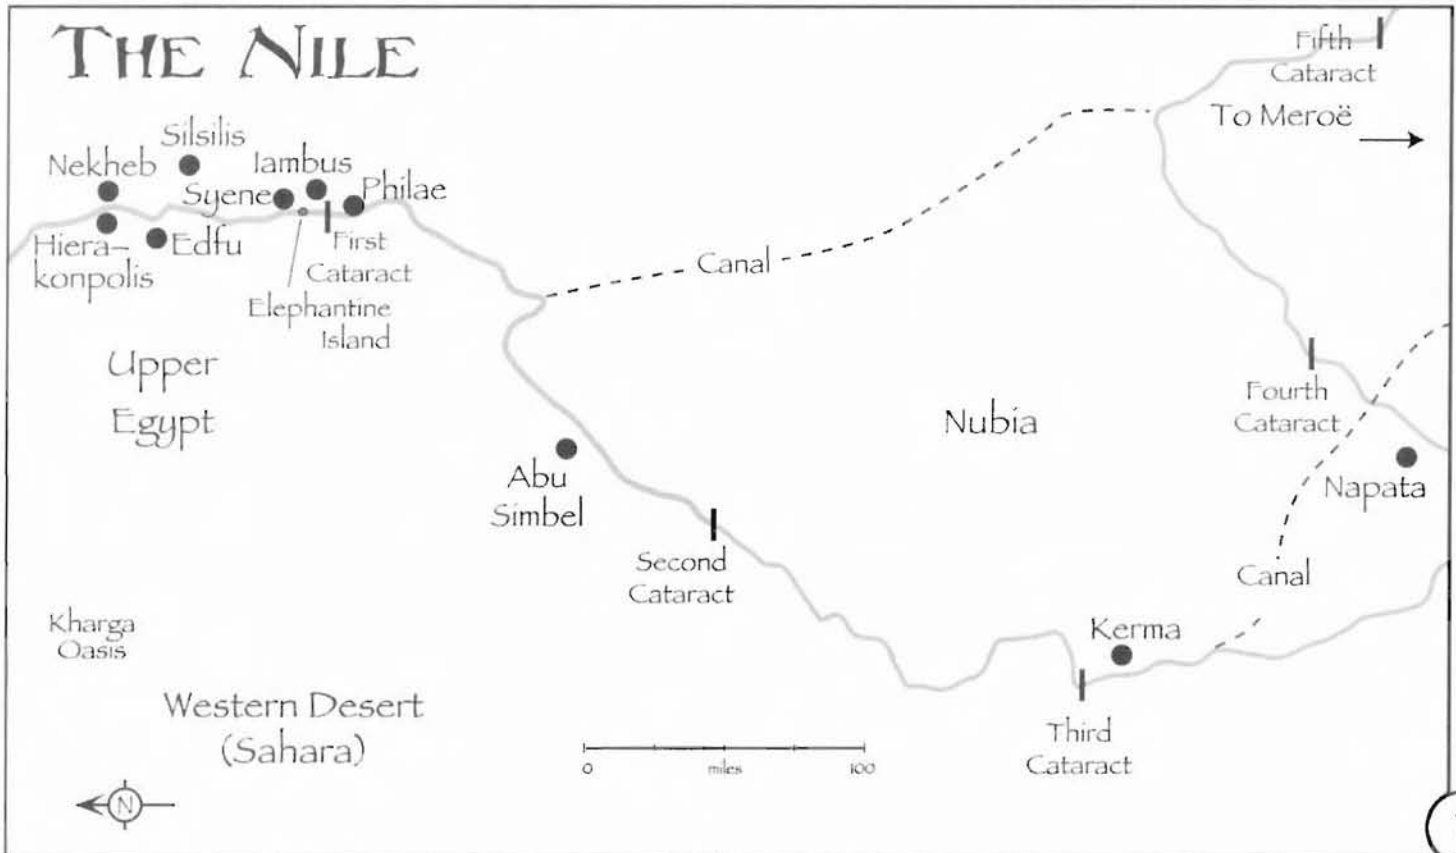 THE NILE
Fifth
Cataract
To Meroë
Silsilis
Nekheb
Iambus
Syene
Philae
Hiera–
konpolis
Edfu
First
Cataract
Elephantine
Island
Canal
Upper
Egypt
Nubia
Fourth
Cataract
Abu
Simbel
Napata
Second
Cataract
Canal
Kharga
Oasis
Kerma
Western Desert
(Sahara)
Third
Cataract
0 miles 100
N